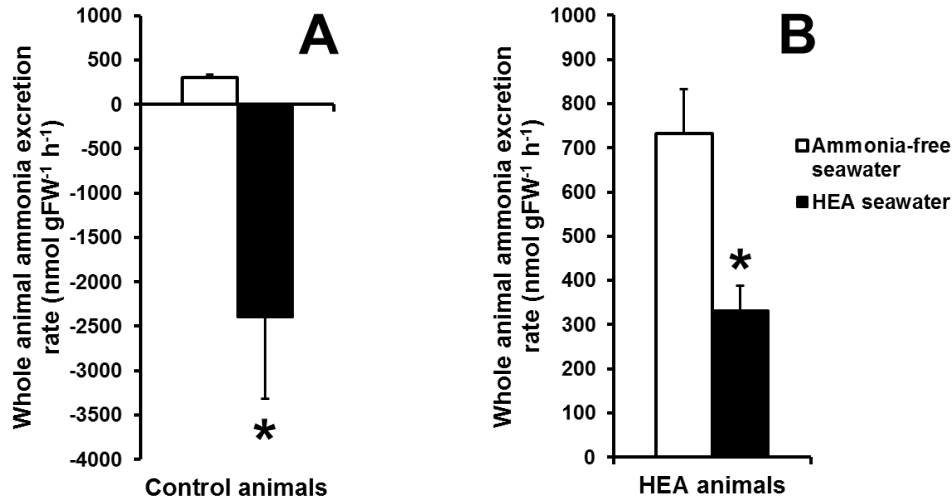 A
Whole animal ammonia excretion
rate (nmol gFW⁻¹ h⁻¹)
1000
500
0
-500
-1000
-1500
-2000
-2500
-3000
-3500
-4000
*
Control animals
B
Whole animal ammonia excretion
rate (nmol gFW⁻¹ h⁻¹)
1000
900
800
700
600
500
400
300
200
100
0
*
HEA animals
Ammonia-free
seawater
HEA seawater